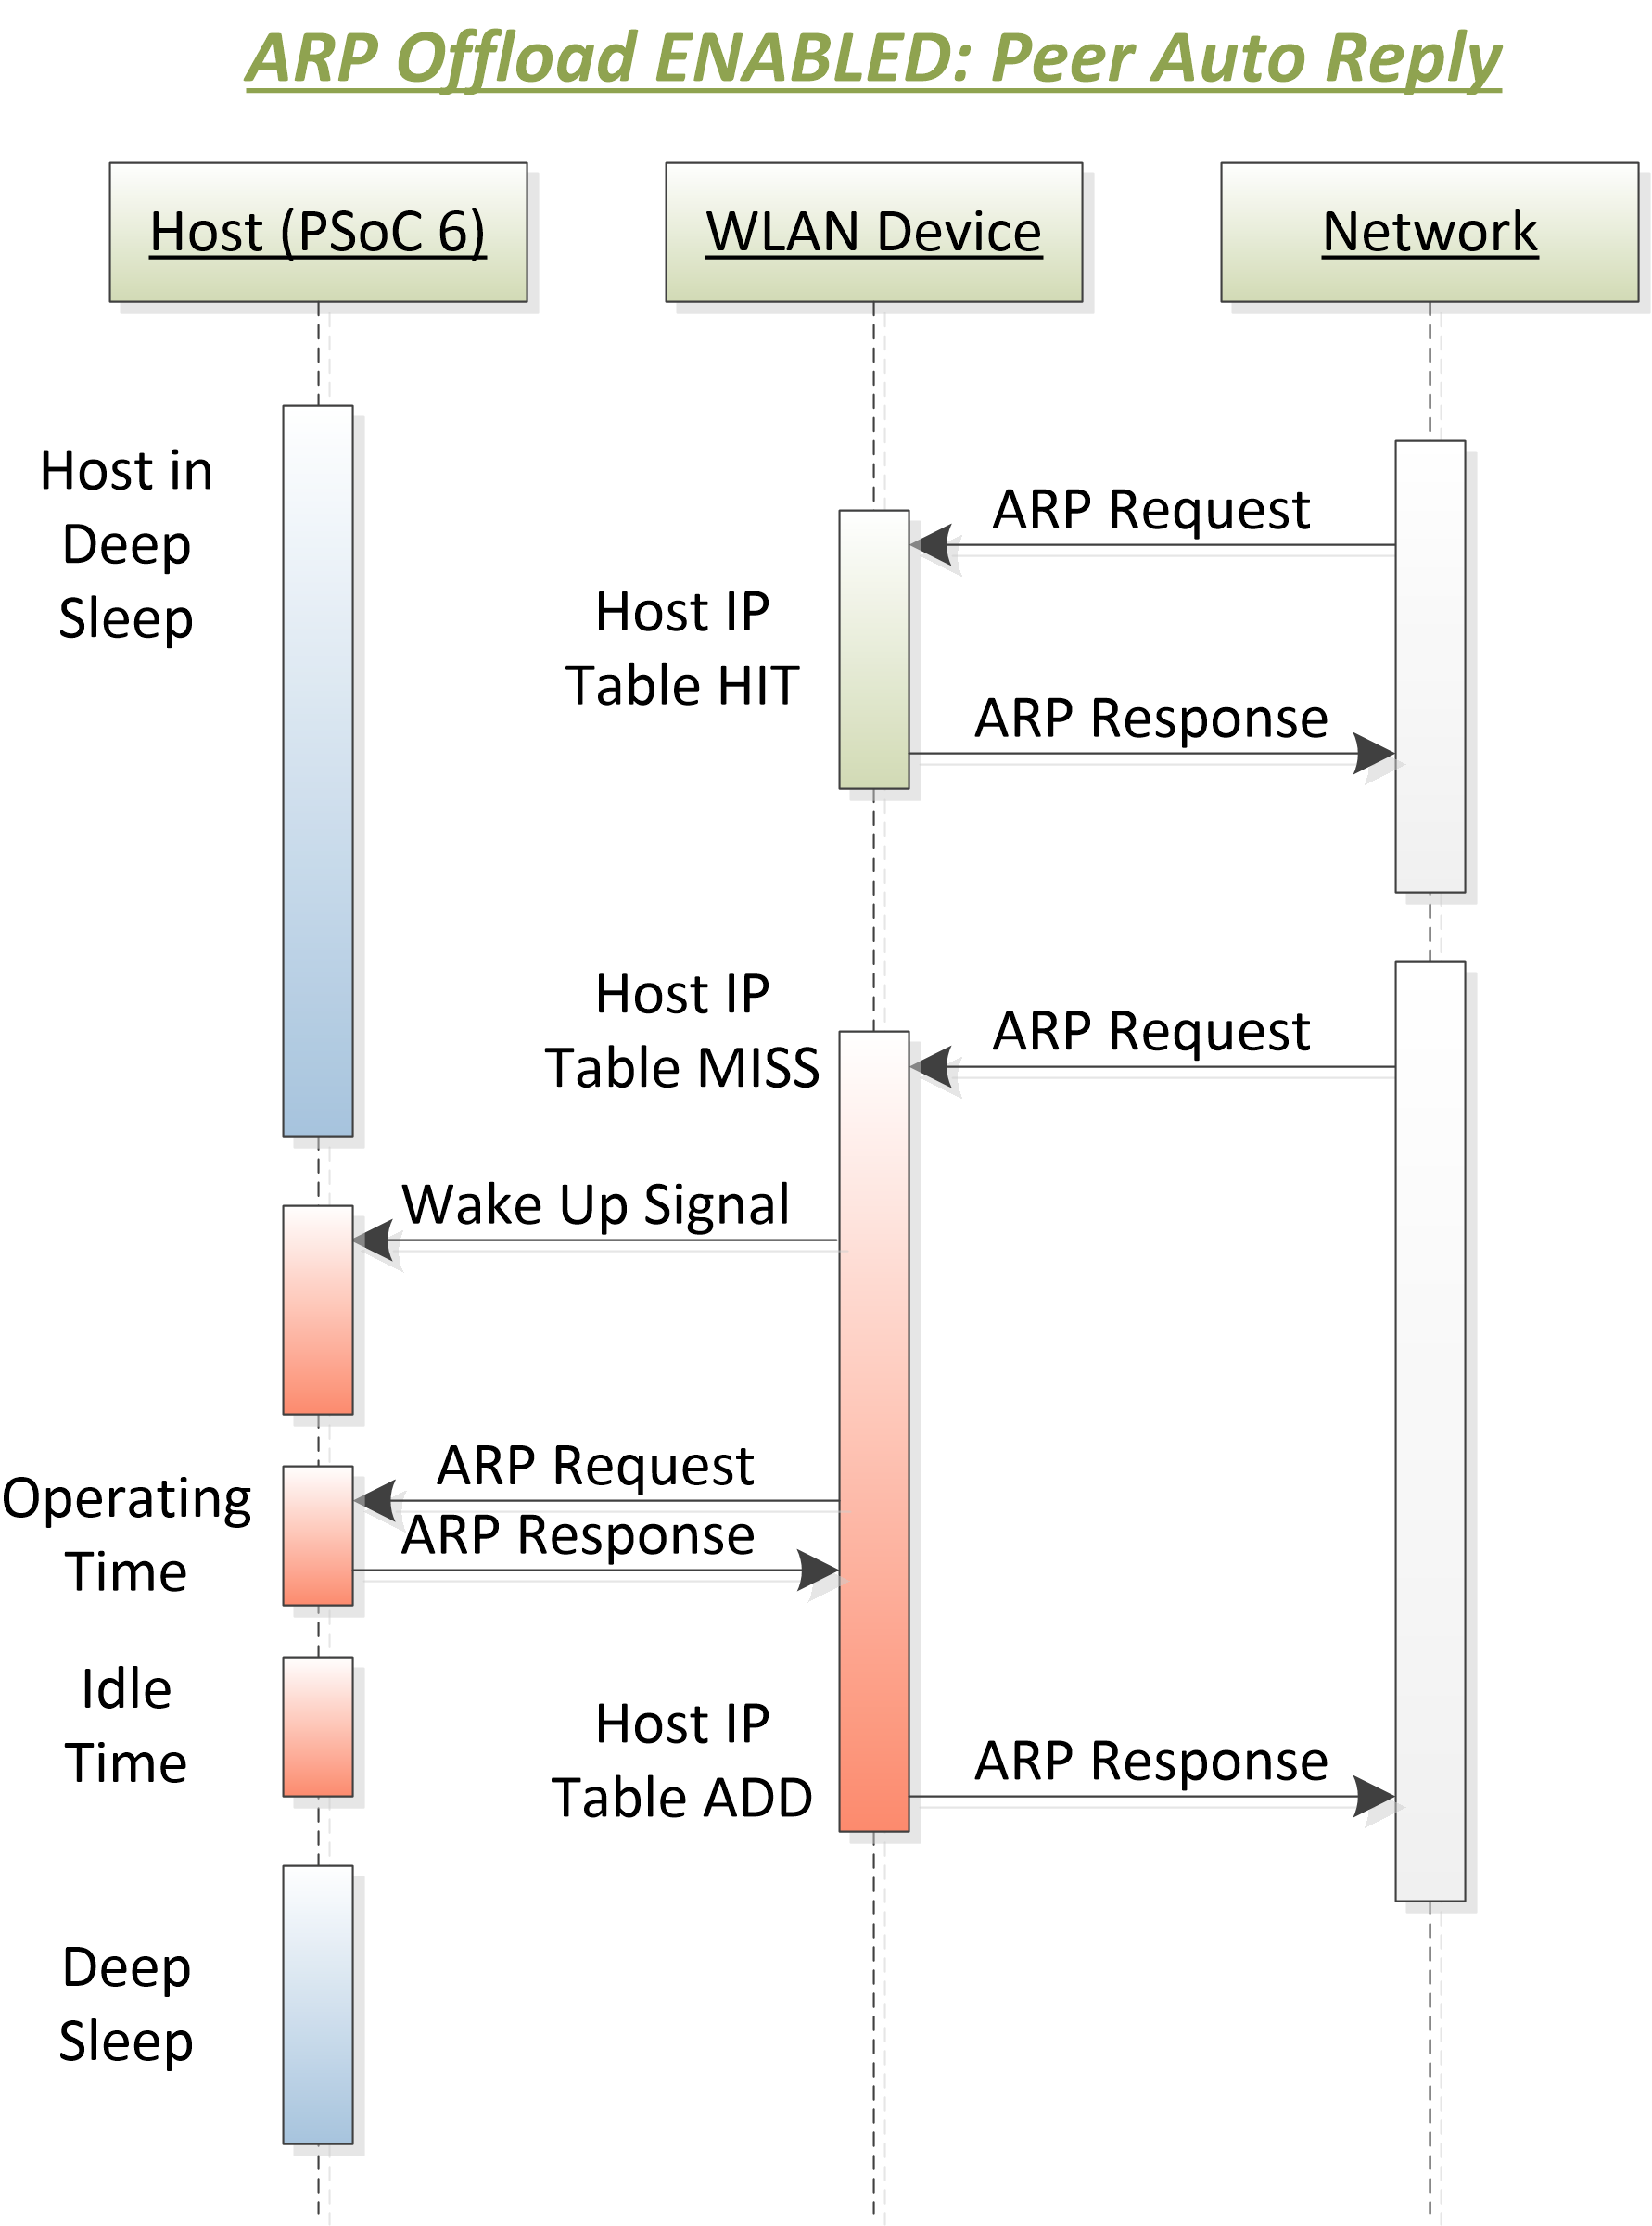 ARP Offload ENABLED: Peer Auto Reply
Host (PSoC 6)
WLAN Device
Network
Host in
Deep
Sleep
ARP Request
Host IP
Table HIT
ARP Response
Host IP
Table MISS
ARP Request
Wake Up Signal
ARP Request
ARP Response
Operating
Time
Idle
Time
Host IP
Table ADD
ARP Response
Deep
Sleep